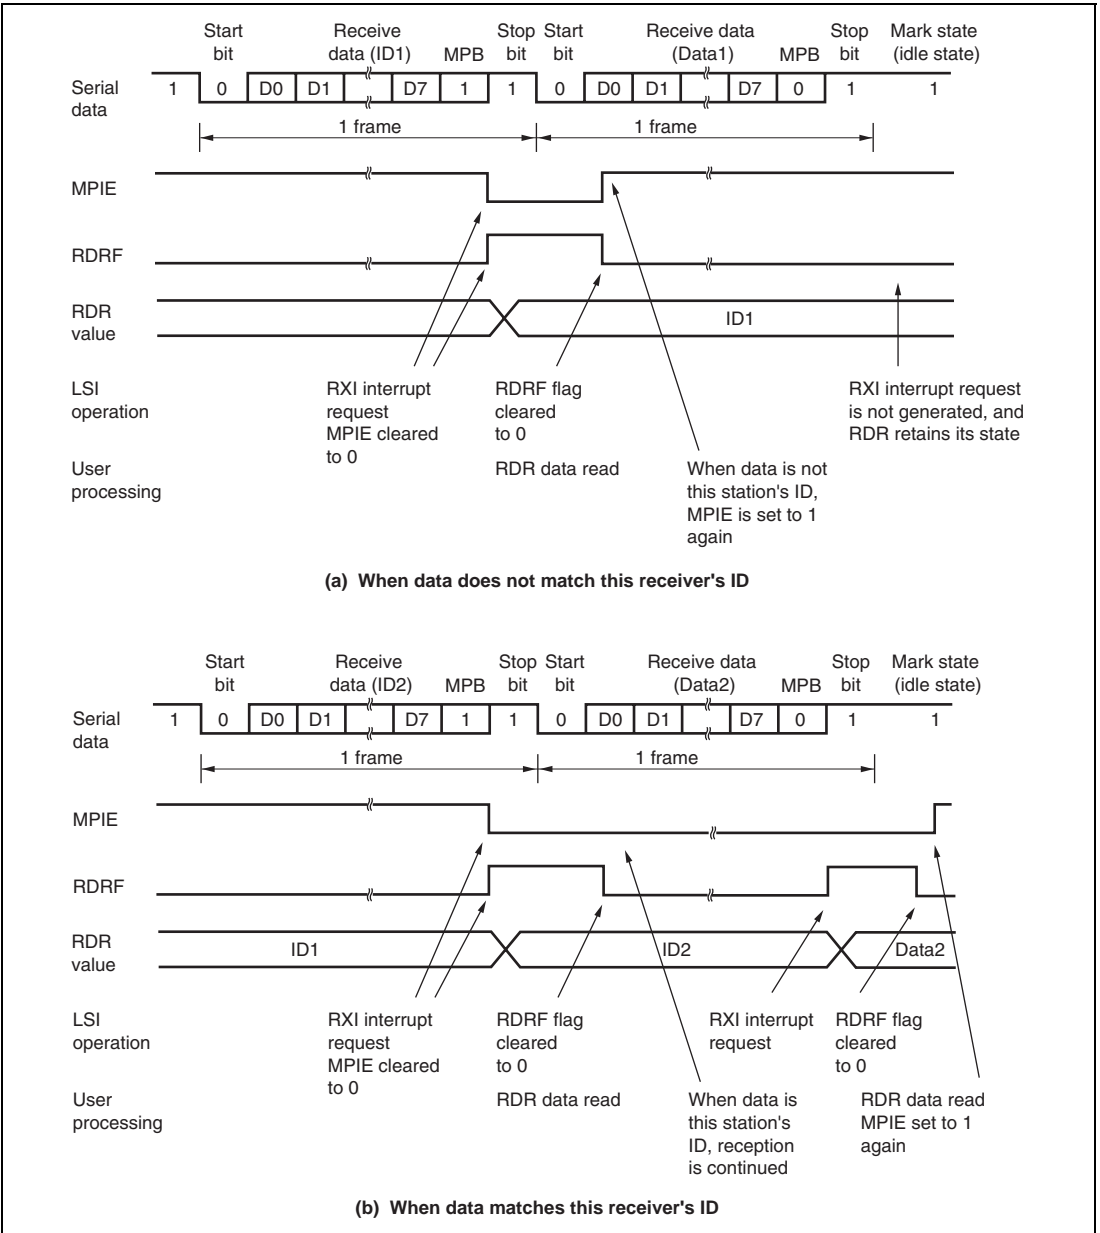 Start bit
Receive data (ID1)
MPB
Stop bit
Start bit
Receive data (Data1)
MPB
Stop bit
Mark state (idle state)
Serial data
1 0 D0 D1 D7 1 1 0 D0 D1 D7 0 1 1
1 frame
1 frame
MPIE
RDRF
RDR value
ID1
LSI operation
RXI interrupt request MPIE cleared to 0
RDRF flag cleared to 0
RXI interrupt request is not generated, and RDR retains its state
User processing
RDR data read
When data is not this station's ID, MPIE is set to 1 again
(a) When data does not match this receiver's ID
Start bit
Receive data (ID2)
MPB
Stop bit
Start bit
Receive data (Data2)
MPB
Stop bit
Mark state (idle state)
Serial data
1 0 D0 D1 D7 1 1 0 D0 D1 D7 0 1 1
1 frame
1 frame
MPIE
RDRF
RDR value
ID1
ID2
Data2
LSI operation
RXI interrupt request MPIE cleared to 0
RDRF flag cleared to 0
RXI interrupt request
RDRF flag cleared to 0
User processing
RDR data read
When data is this station's ID, reception is continued
RDR data read MPIE set to 1 again
(b) When data matches this receiver's ID